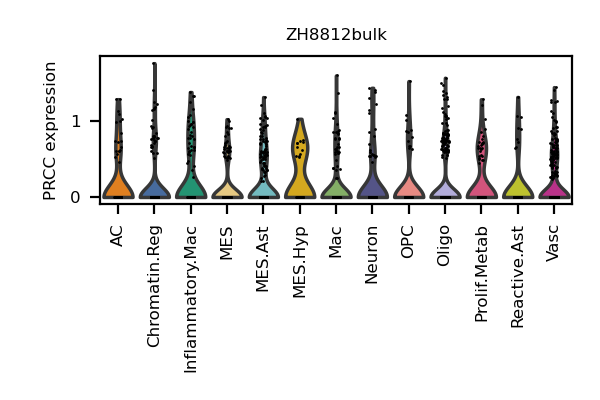 ZH8812bulk
PRCC expression
1
0
AC
Chromatin.Reg
Inflammatory.Mac
MES
MES.Ast
MES.Hyp
Mac
Neuron
OPC
Oligo
Prolif.Metab
Reactive.Ast
Vasc